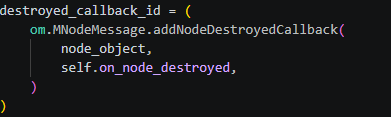 destroyed_callback_id = (
    om.MNodeMessage.addNodeDestroyedCallback(
        node_object,
        self.on_node_destroyed,
    )
)